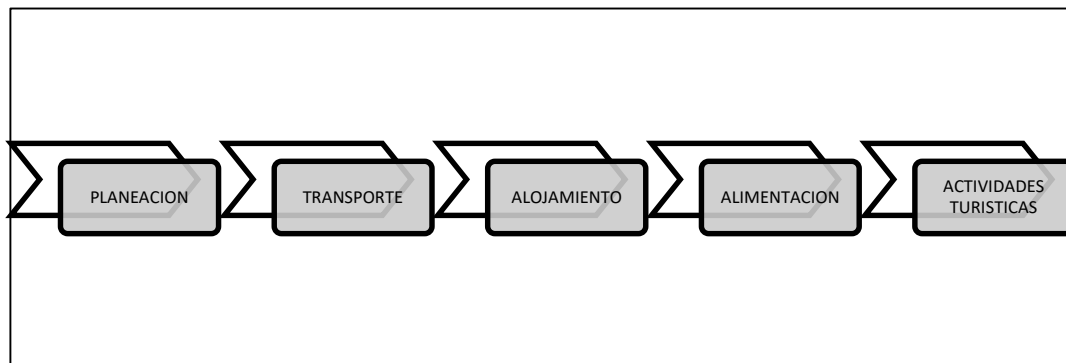 PLANEACION
TRANSPORTE
ALOJAMIENTO
ALIMENTACION
ACTIVIDADES
TURISTICAS